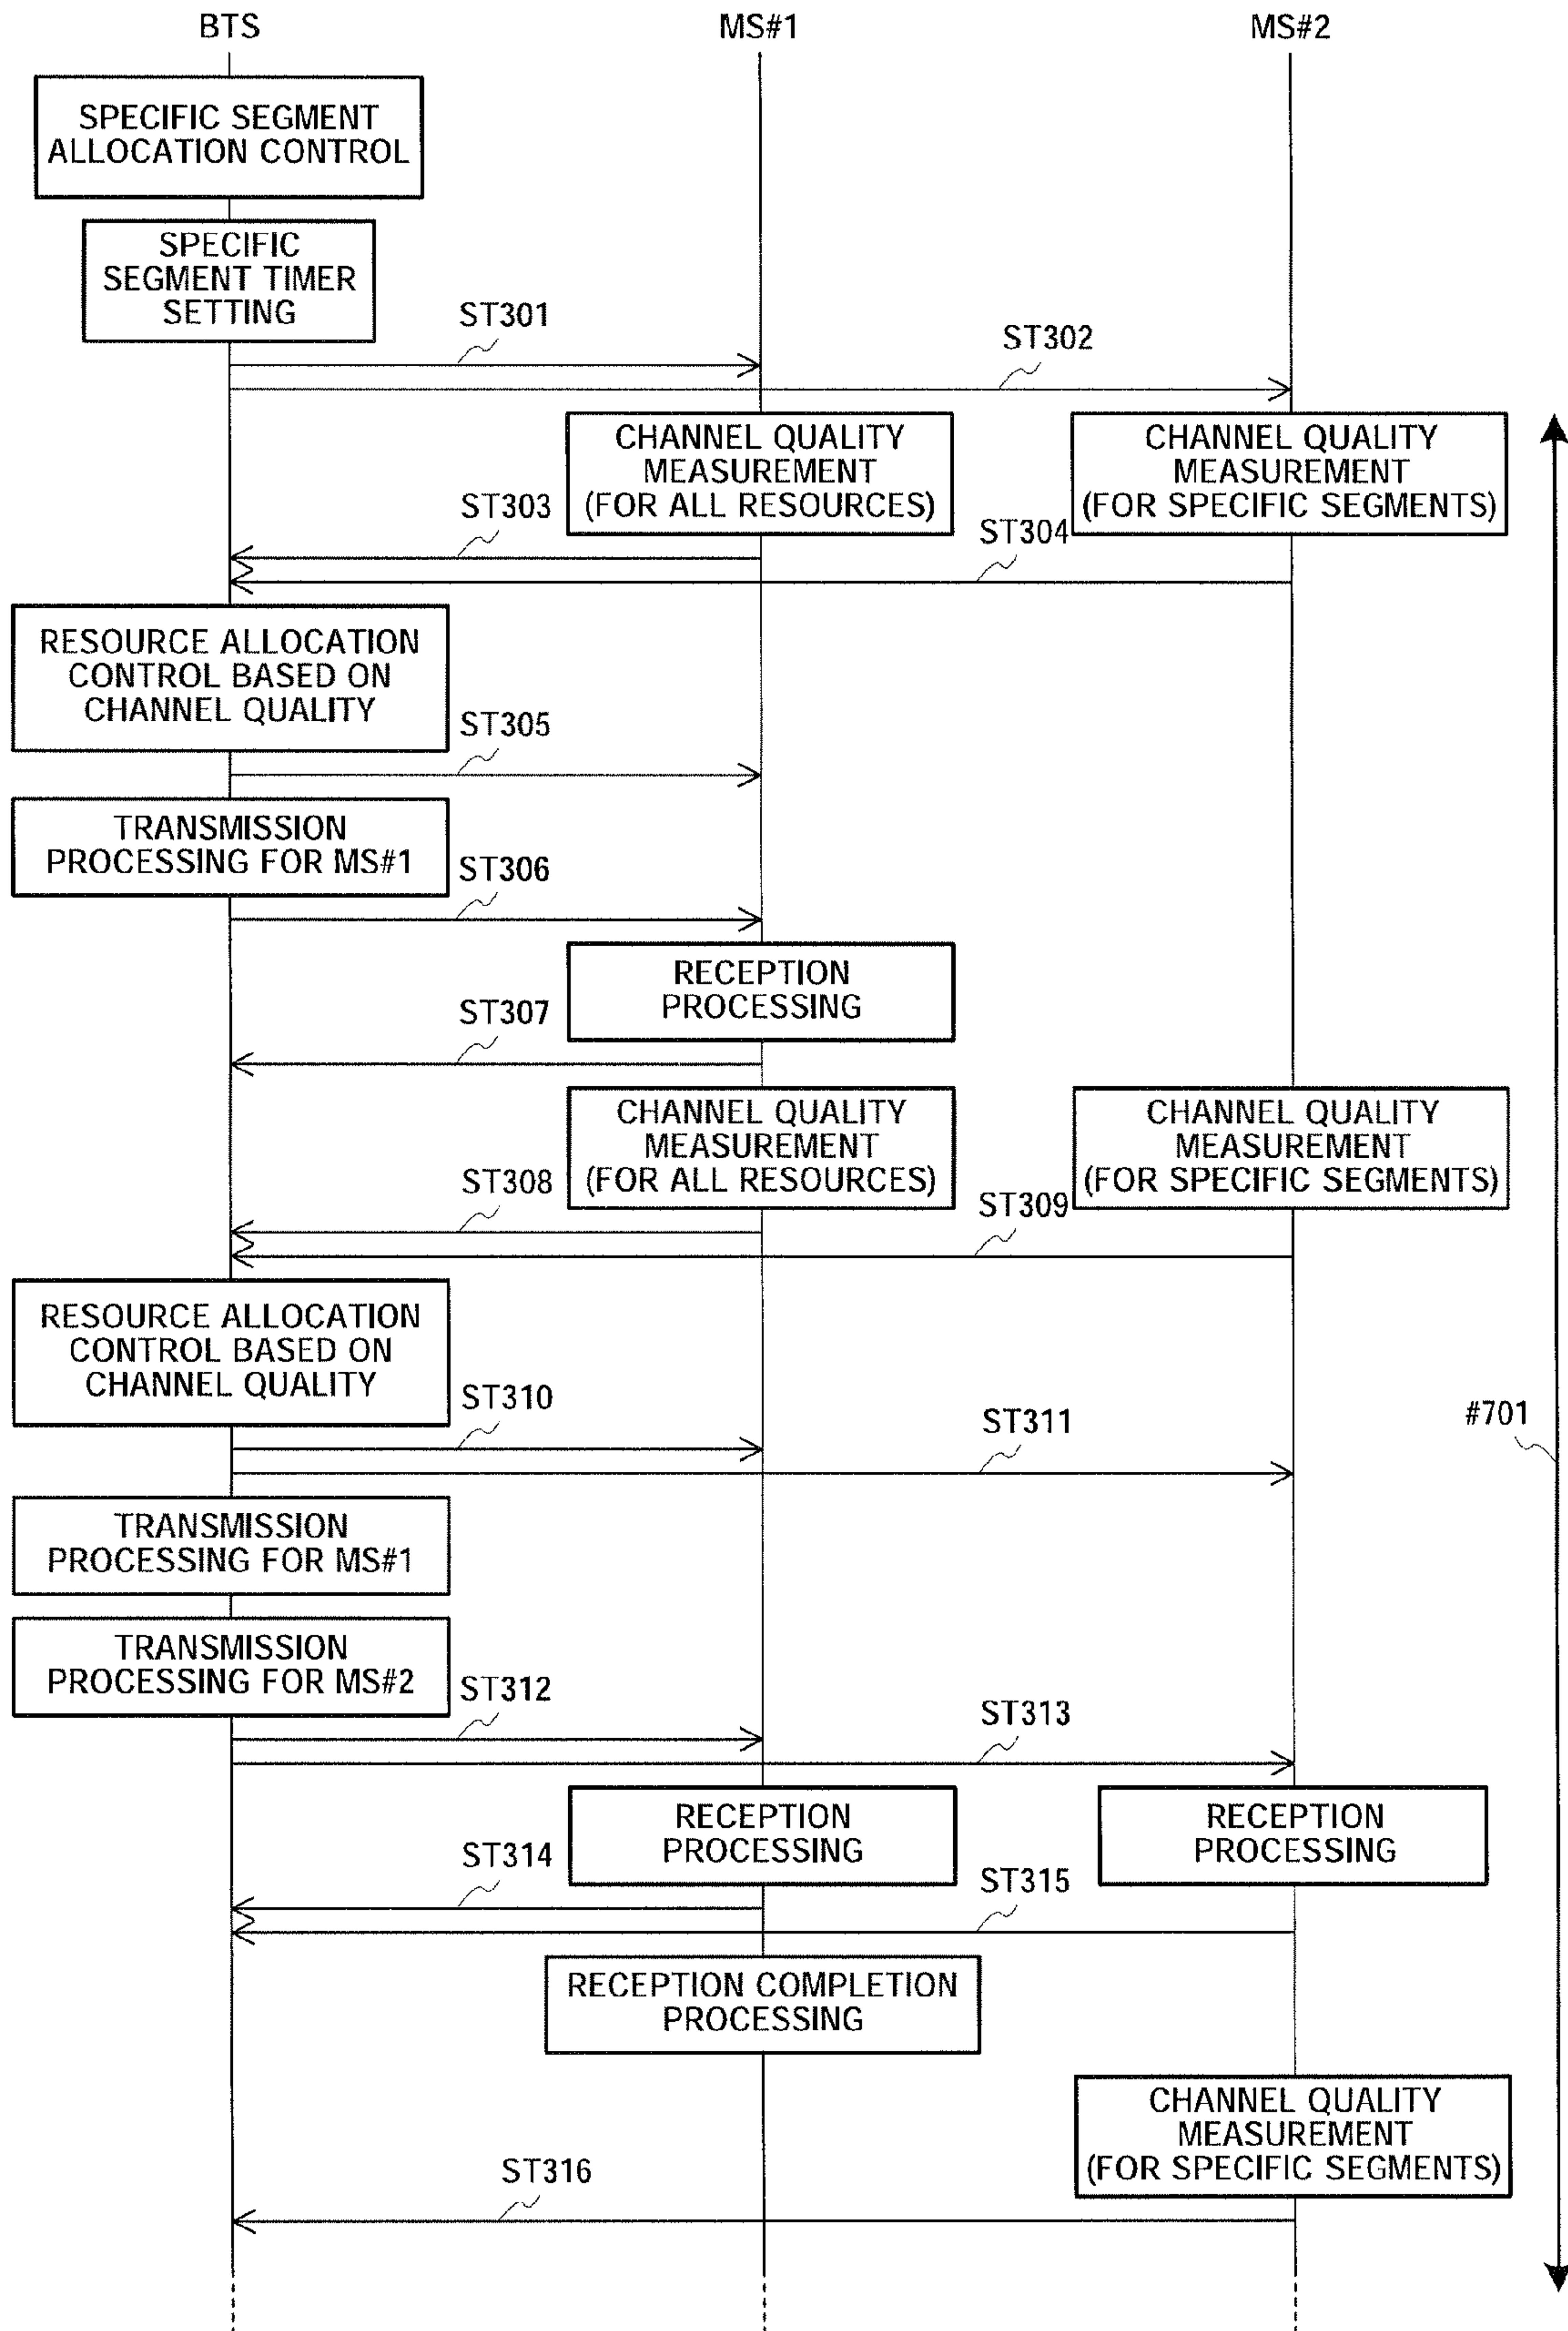 BTS
MS#1
MS#2
SPECIFIC SEGMENT
ALLOCATION CONTROL
SPECIFIC
SEGMENT TIMER
SETTING
ST301
ST302
CHANNEL QUALITY
MEASUREMENT
(FOR ALL RESOURCES)
CHANNEL QUALITY
MEASUREMENT
(FOR SPECIFIC SEGMENTS)
ST303
ST304
RESOURCE ALLOCATION
CONTROL BASED ON
CHANNEL QUALITY
ST305
TRANSMISSION
PROCESSING FOR MS#1
ST306
RECEPTION
PROCESSING
ST307
CHANNEL QUALITY
MEASUREMENT
(FOR ALL RESOURCES)
CHANNEL QUALITY
MEASUREMENT
(FOR SPECIFIC SEGMENTS)
ST308
ST309
RESOURCE ALLOCATION
CONTROL BASED ON
CHANNEL QUALITY
ST310
ST311
#701
TRANSMISSION
PROCESSING FOR MS#1
TRANSMISSION
PROCESSING FOR MS#2
ST312
ST313
RECEPTION
PROCESSING
RECEPTION
PROCESSING
ST314
ST315
RECEPTION COMPLETION
PROCESSING
CHANNEL QUALITY
MEASUREMENT
(FOR SPECIFIC SEGMENTS)
ST316